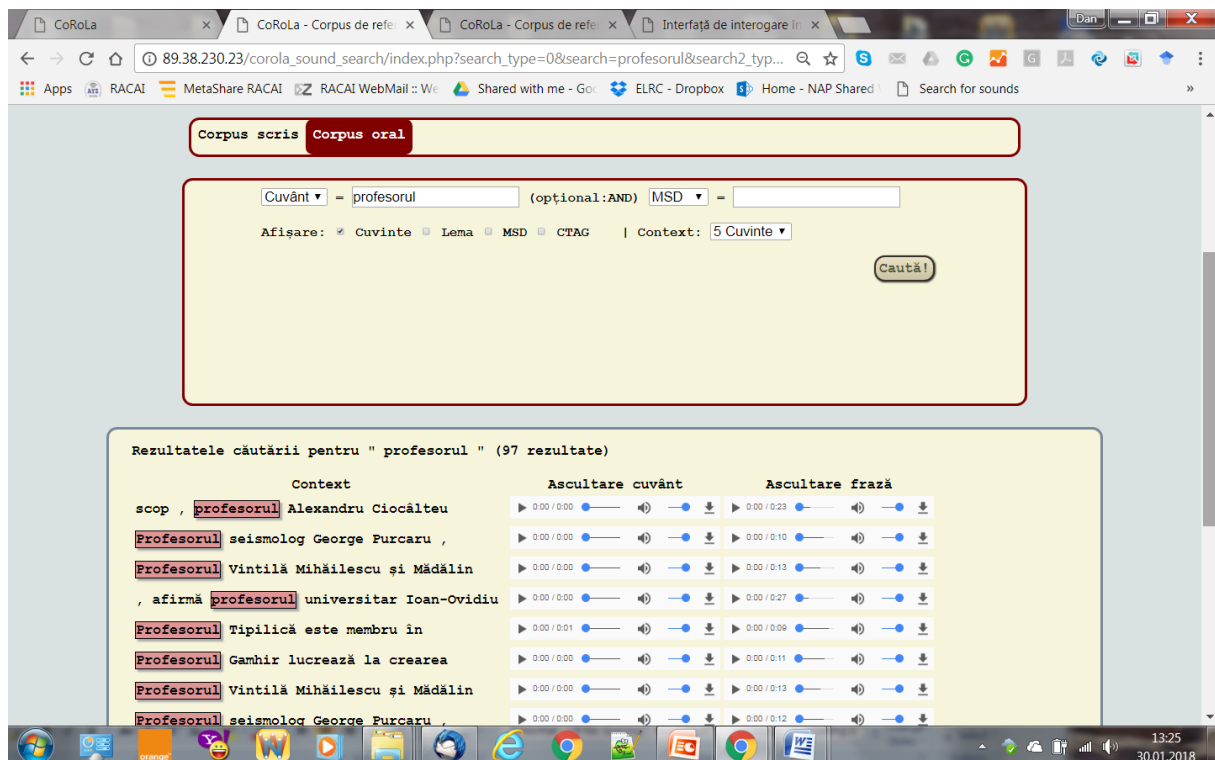 CoRoLa
CoRoLa - Corpus de refe
CoRoLa - Corpus de refe
Interfață de interogare în
Dan
89.38.230.23/corola_sound_search/index.php?search_type=0&search=profesorul&search2_typ...
Apps RACAI MetaShare RACAI RACAI WebMail :: We Shared with me - Goo ELRC - Dropbox Home - NAP Shared Search for sounds »
Corpus scris Corpus oral
Cuvânt = profesorul (opțional:AND) MSD =
Afișare: Cuvinte Lema MSD CTAG | Context: 5 Cuvinte
Caută!
Rezultatele căutării pentru " profesorul " (97 rezultate)
Context Ascultare cuvânt Ascultare frază
scop , profesorul Alexandru Ciocâlteu 0:00 / 0:00 0:00 / 0:23
Profesorul seismolog George Purcaru , 0:00 / 0:00 0:00 / 0:10
Profesorul Vintilă Mihăilescu și Mădălin 0:00 / 0:00 0:00 / 0:13
, afirmă profesorul universitar Ioan-Ovidiu 0:00 / 0:00 0:00 / 0:27
Profesorul Tipilică este membru în 0:00 / 0:01 0:00 / 0:09
Profesorul Gamhir lucrează la crearea 0:00 / 0:00 0:00 / 0:11
Profesorul Vintilă Mihăilescu și Mădălin 0:00 / 0:00 0:00 / 0:13
Profesorul seismolog George Purcaru , 0:00 / 0:00 0:00 / 0:12
orange
13:25
30.01.2018